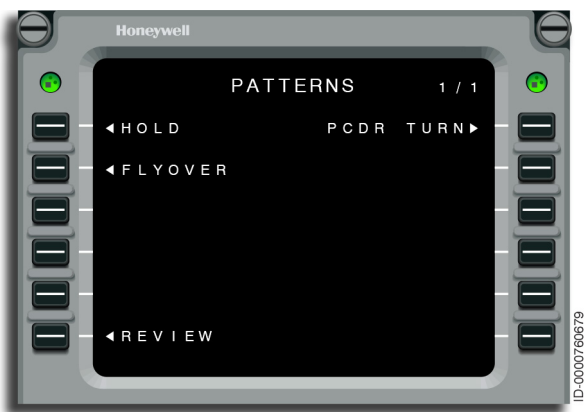 Honeywell
PATTERNS 1 / 1
◀HOLD PCDR TURN▶
◀FLYOVER
◀REVIEW
ID-0000760679